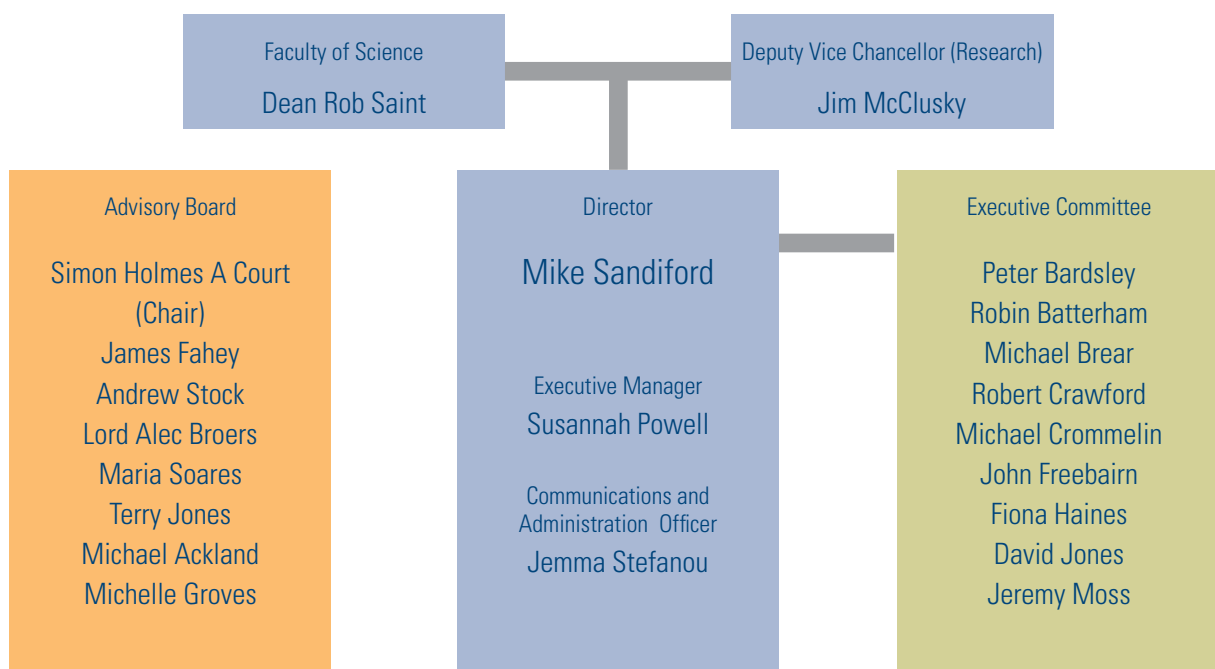 Faculty of Science
Dean Rob Saint
Deputy Vice Chancellor (Research)
Jim McClusky
Advisory Board
Simon Holmes A Court
(Chair)
James Fahey
Andrew Stock
Lord Alec Broers
Maria Soares
Terry Jones
Michael Ackland
Michelle Groves
Director
Mike Sandiford
Executive Manager
Susannah Powell
Communications and
Administration Officer
Jemma Stefanou
Executive Committee
Peter Bardsley
Robin Batterham
Michael Brear
Robert Crawford
Michael Crommelin
John Freebairn
Fiona Haines
David Jones
Jeremy Moss